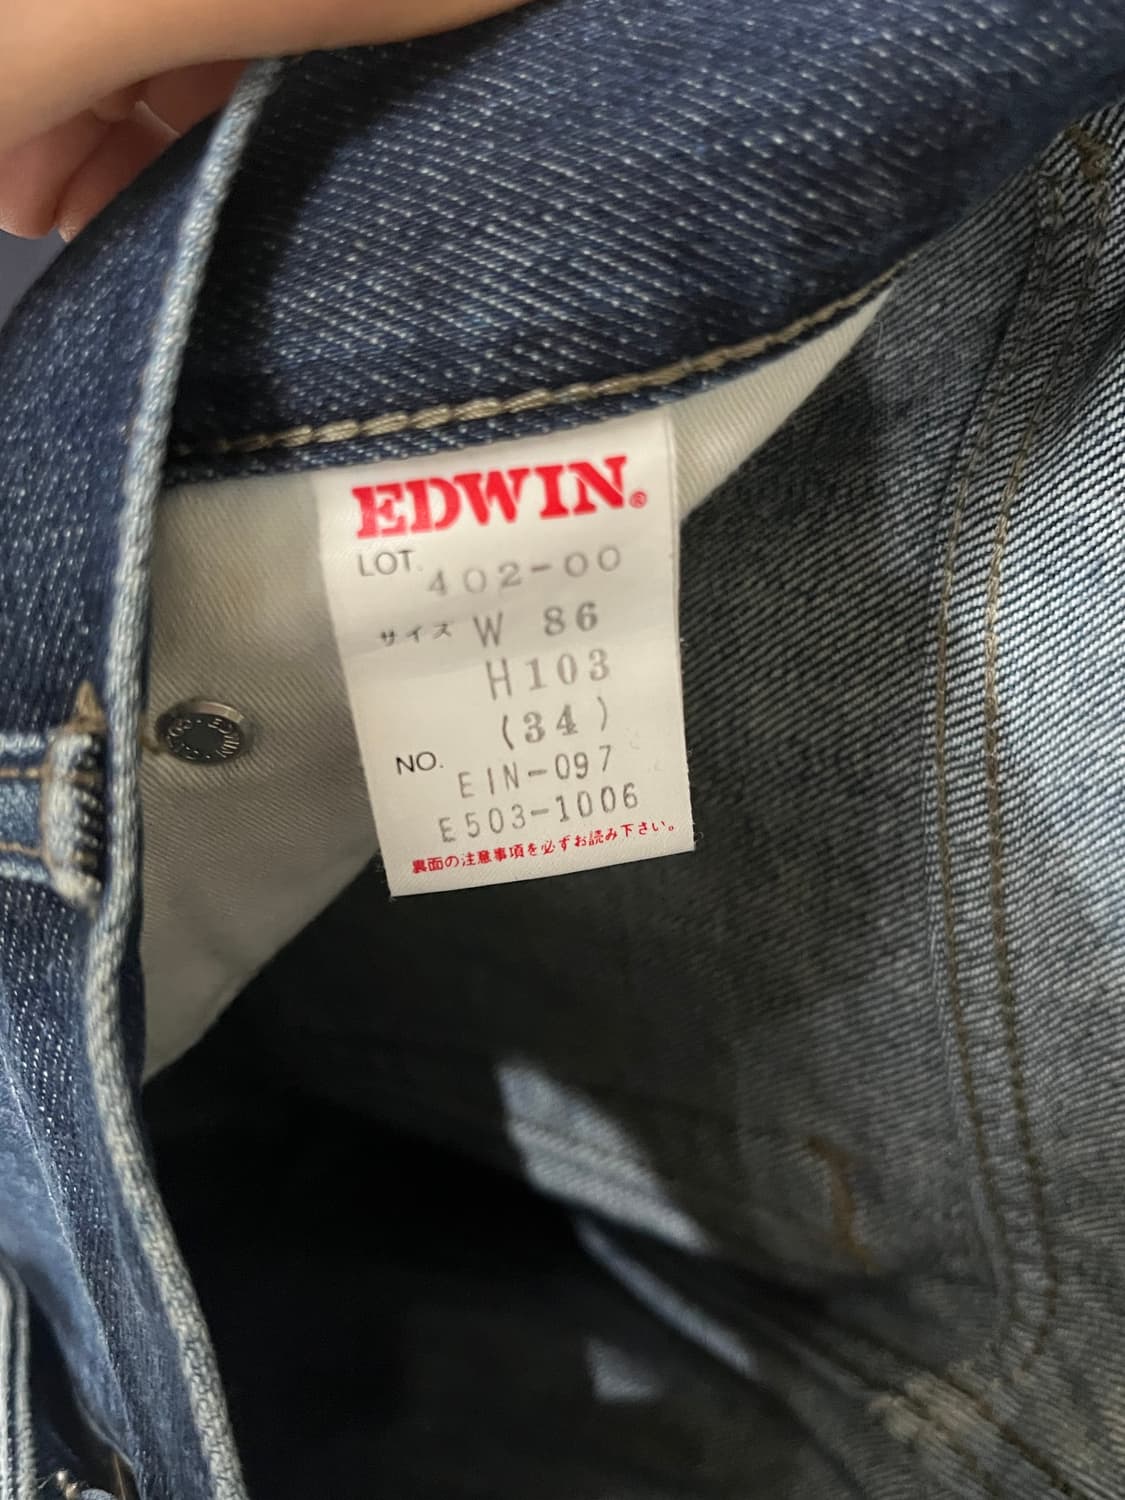 EDWIN®
LOT. 402-00
サイズ W 86
H103
(34)
NO. EIN-097
E503-1006
裏面の注意事項を必ずお読み下さい。